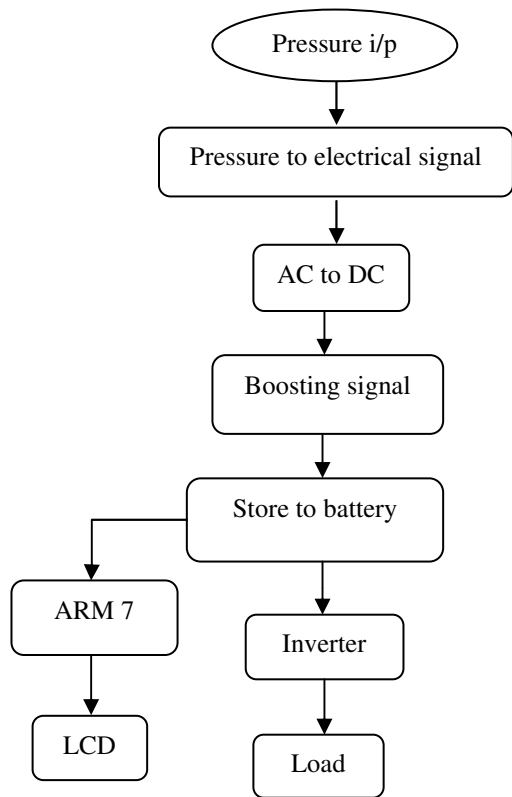 Pressure i/p
Pressure to electrical signal
AC to DC
Boosting signal
Store to battery
ARM 7
Inverter
LCD
Load